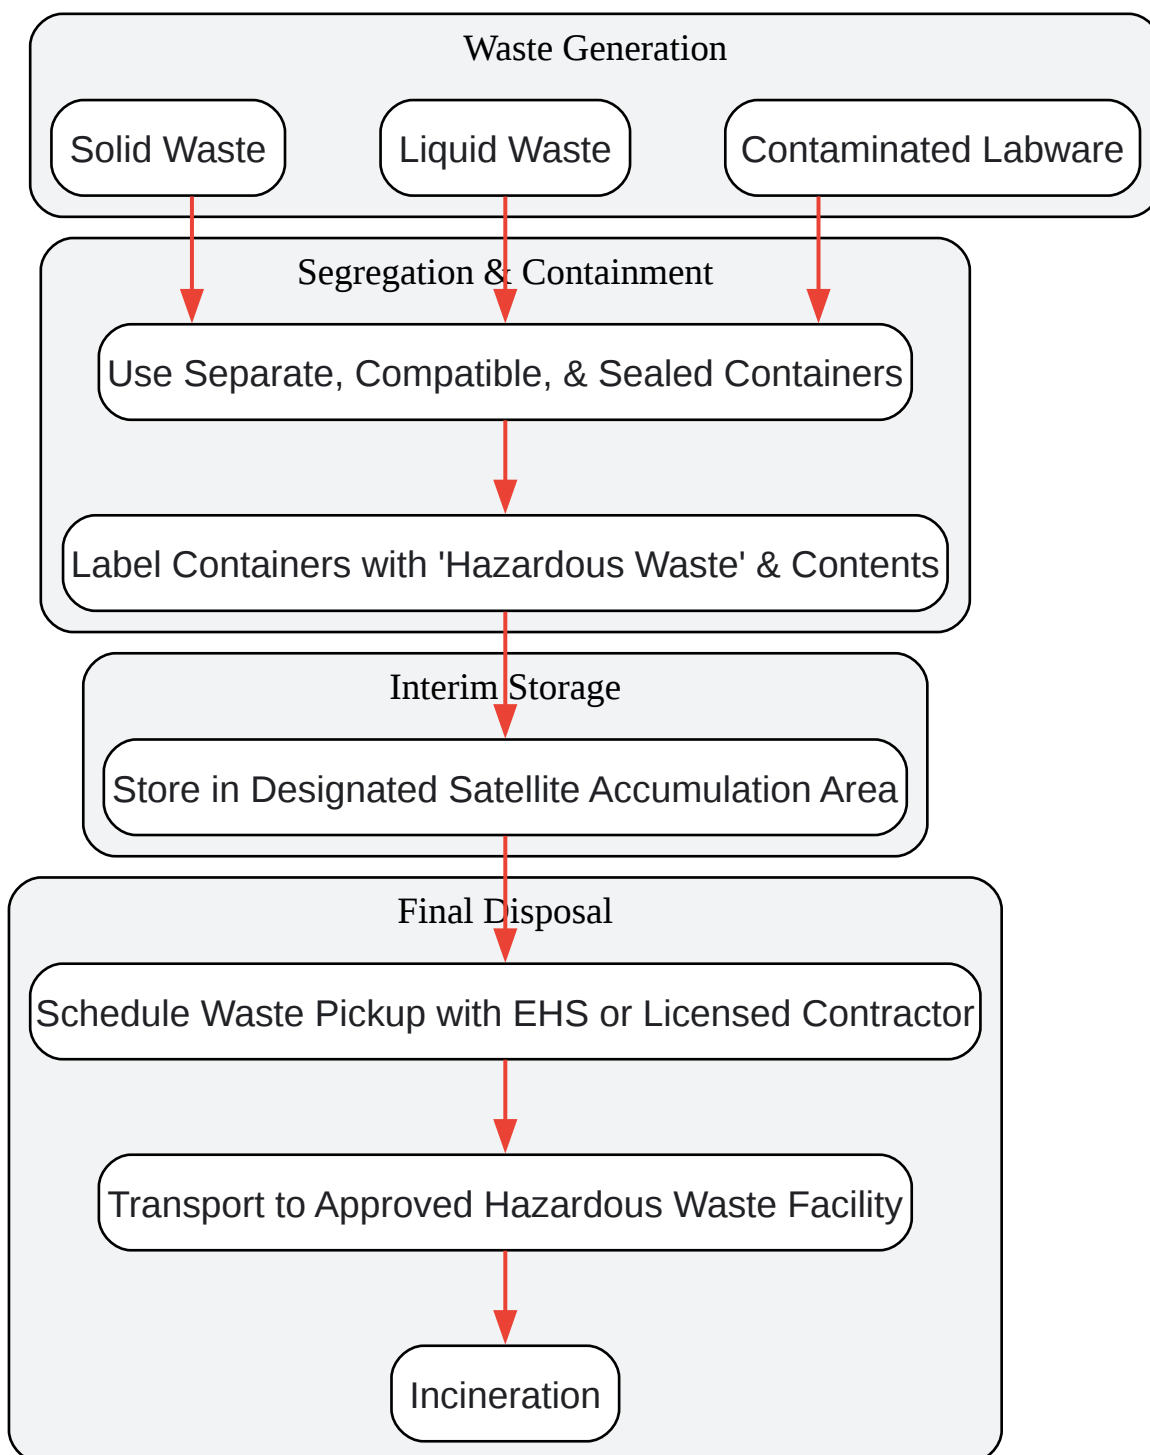 Waste Generation
Solid Waste
Liquid Waste
Contaminated Labware
Segregation & Containment
Use Separate, Compatible, & Sealed Containers
Label Containers with 'Hazardous Waste' & Contents
Interim Storage
Store in Designated Satellite Accumulation Area
Final Disposal
Schedule Waste Pickup with EHS or Licensed Contractor
Transport to Approved Hazardous Waste Facility
Incineration